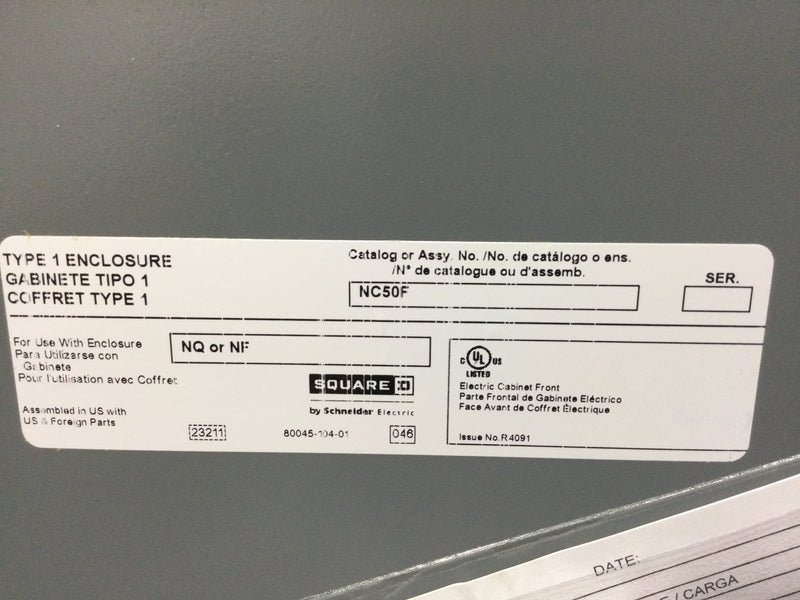 TYPE 1 ENCLOSURE
GABINETE TIPO 1
COFFRET TYPE 1
Catalog or Assy. No. /No. de catálogo o ens.
/N° de catalogue ou d'assemb.
NC50F
SER.
For Use With Enclosure
Para Utilizarse con
Gabinete
Pour l'utilisation avec Coffret
NQ or NF
SQUARE D
by Schneider Electric
Assembled in US with
US & Foreign Parts
23211
80045-104-01
046
C UL US
LISTED
Electric Cabinet Front
Parte Frontal de Gabinete Eléctrico
Face Avant de Coffret Électrique
Issue No.R4091
DATE:
/ CARGA